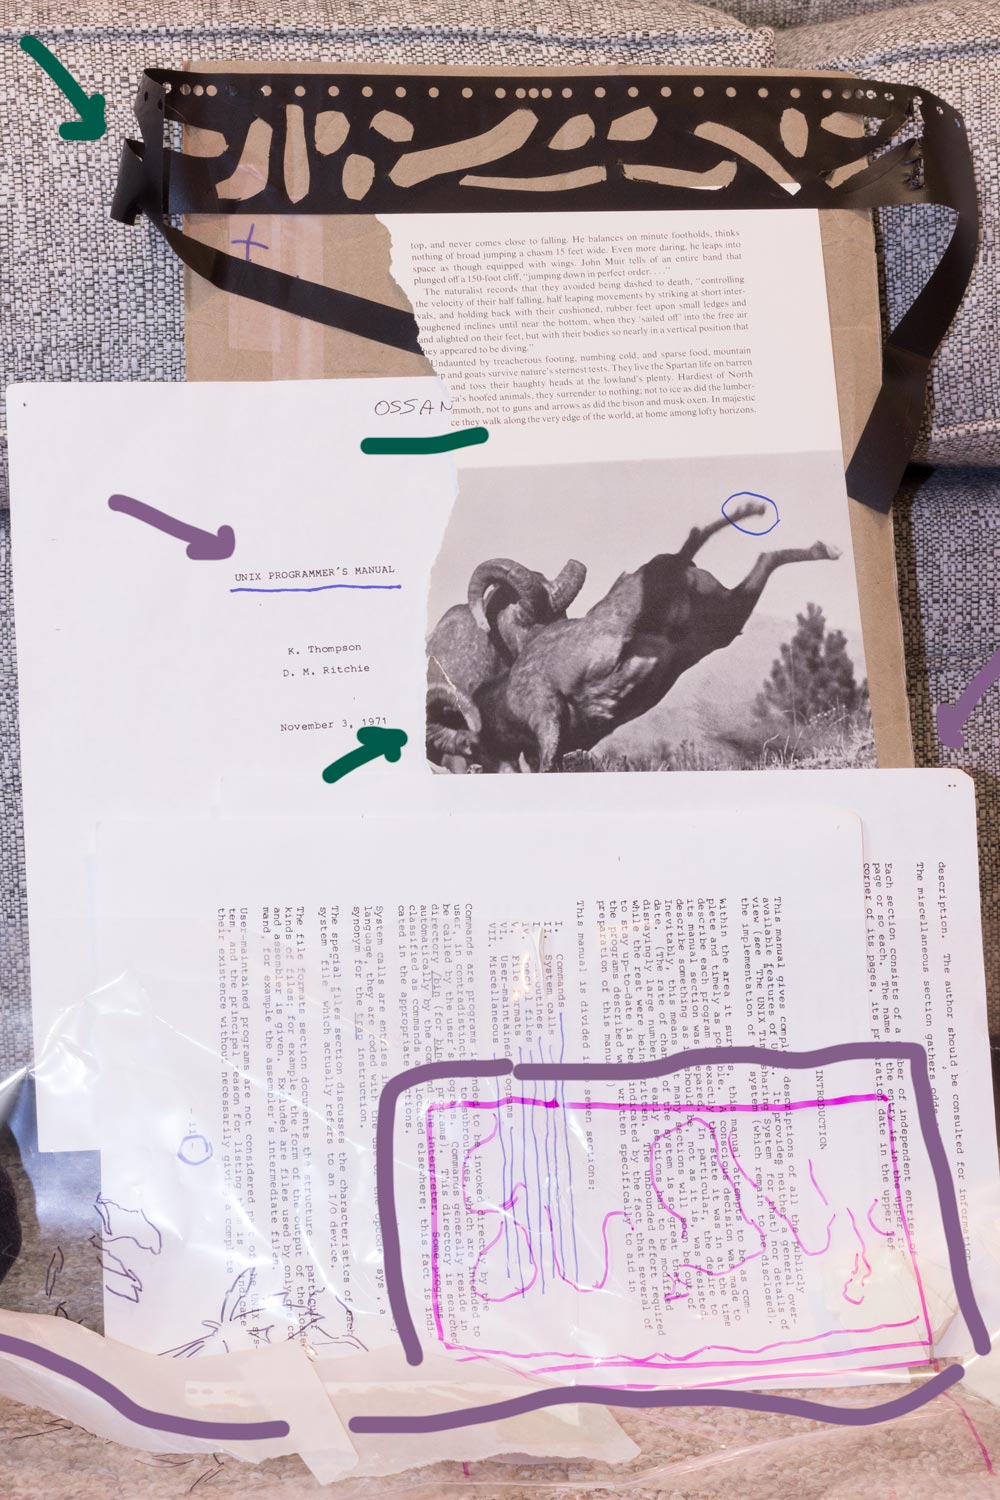 top, and never comes close to falling. He balances on minute footholds, thinks
nothing of broad jumping a chasm 15 feet wide. Even more daring, he leaps into
space as though equipped with wings. John Muir tells of an entire band that
plunged off a 150-foot cliff, "jumping down in perfect order. . . ."
The naturalist records that they avoided being dashed to death, "controlling
the velocity of their half falling, half leaping movements by striking at short inter-
vals, and holding back with their cushioned, rubber feet upon small ledges and
roughened inclines until near the bottom, when they 'sailed off' into the free air
and alighted on their feet, but with their bodies so nearly in a vertical position that
they appeared to be diving."
Undaunted by treacherous footing, numbing cold, and sparse food, mountain
p and goats survive nature's sternest tests. They live the Spartan life on barren
and toss their haughty heads at the lowland's plenty. Hardiest of North
ca's hoofed animals, they surrender to nothing; not to ice as did the lumber-
mmoth, not to guns and arrows as did the bison and musk oxen. In majestic
ce they walk along the very edge of the world, at home among lofty horizons.
OSSAN
UNIX PROGRAMMER'S MANUAL
K. Thompson
D. M. Ritchie
November 3, 1971
description. The author should be consulted for information
The miscellaneous section gathers odds
Each section consists of a number of independent entries of
page or so each. The name of the entry is in the upper
corner of its pages, its preparation date in the upper
INTRODUCTION
This manual gives descriptions of all the publicly
available features of It provides neither a general over-
view (see "The UNIX Time-sharing System" for that) nor details of
the implementation of system (which remain to be disclosed).
Within the area it surveys, this manual attempts to be as com-
plete and timely as possible. A conscious decision was made to
describe each program in exactly the state it was in at the time
its manual section was In particular, the desire to
describe something as it should be, not as it is, was resisted.
Inevitably, this means many sections will soon be out of
date. (The rate of change of the system is so great that a
dismayingly large number of early sections had to be modified
while the rest were being written. The unbounded effort required
to stay up-to-date is best indicated by the fact that several of
the programs described were written specifically to aid in
preparation of this manual!)
This manual is divided into seven sections:
I. Commands
II. System calls
File formats
VI. User-maintained programs
VII. Miscellaneous
Commands are programs intended to be invoked directly by the
user, in contradistinction to subroutines, which are intended to
be called by the user's programs. Commands generally reside in
directory /bin (for binary programs). This directory is searched
automatically by the command line interpreter. Some programs
classified as commands are located elsewhere; this fact is indi-
cated in the appropriate sections.
System calls are entries
language, they are coded with the use of the opcode
synonym for the trap instruction.
The special files section discusses the characteristics of each
system "file" which actually refers to an I/O device.
The file formats section documents the structure of particular
kinds of files; for example, the form of the output of the loader
and assembler is given. Excluded are files used by only one
mand, for example the assembler's intermediate files.
User-maintained programs are not considered part of the UNIX sys-
tem, and the principal reason for listing them is to indicate
their existence without necessarily giving a complete